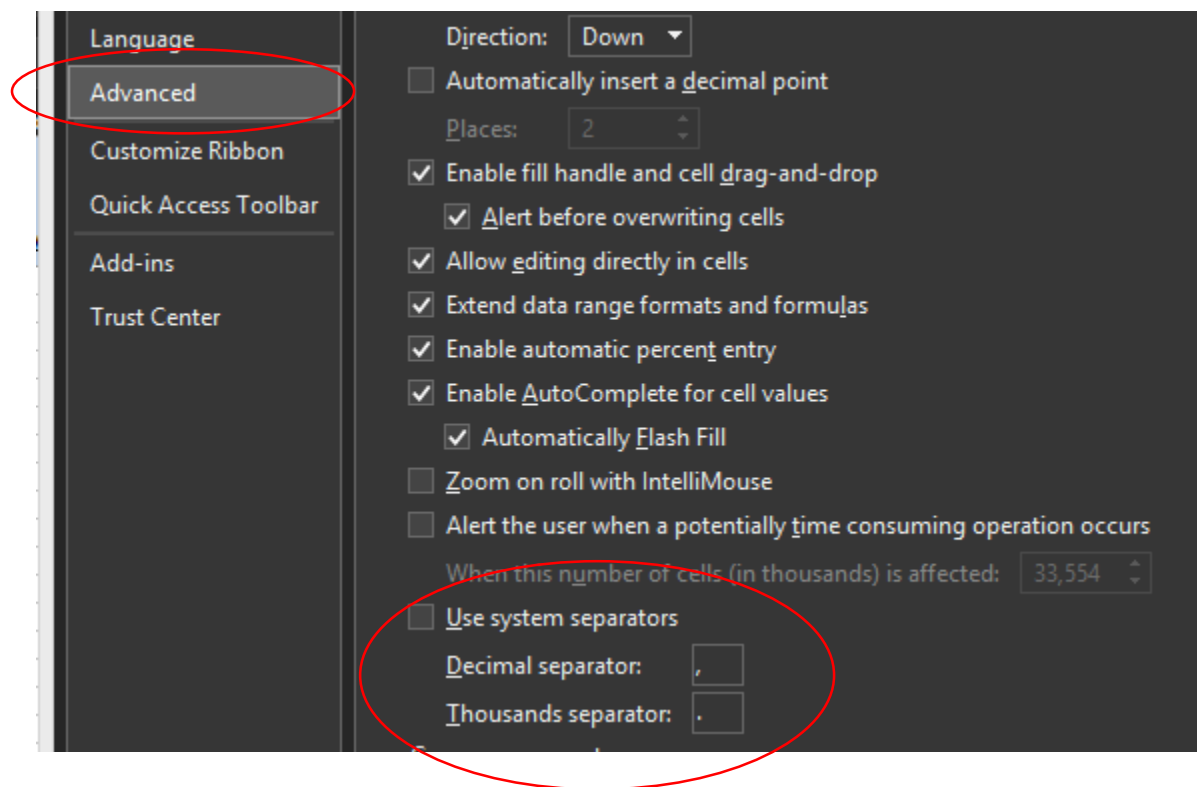 Language
Advanced
Customize Ribbon
Quick Access Toolbar
Add-ins
Trust Center
Direction: Down
Automatically insert a decimal point
Places: 2
Enable fill handle and cell drag-and-drop
Alert before overwriting cells
Allow editing directly in cells
Extend data range formats and formulas
Enable automatic percent entry
Enable AutoComplete for cell values
Automatically Flash Fill
Zoom on roll with IntelliMouse
Alert the user when a potentially time consuming operation occurs
When this number of cells (in thousands) is affected: 33,554
Use system separators
Decimal separator: ,
Thousands separator: .